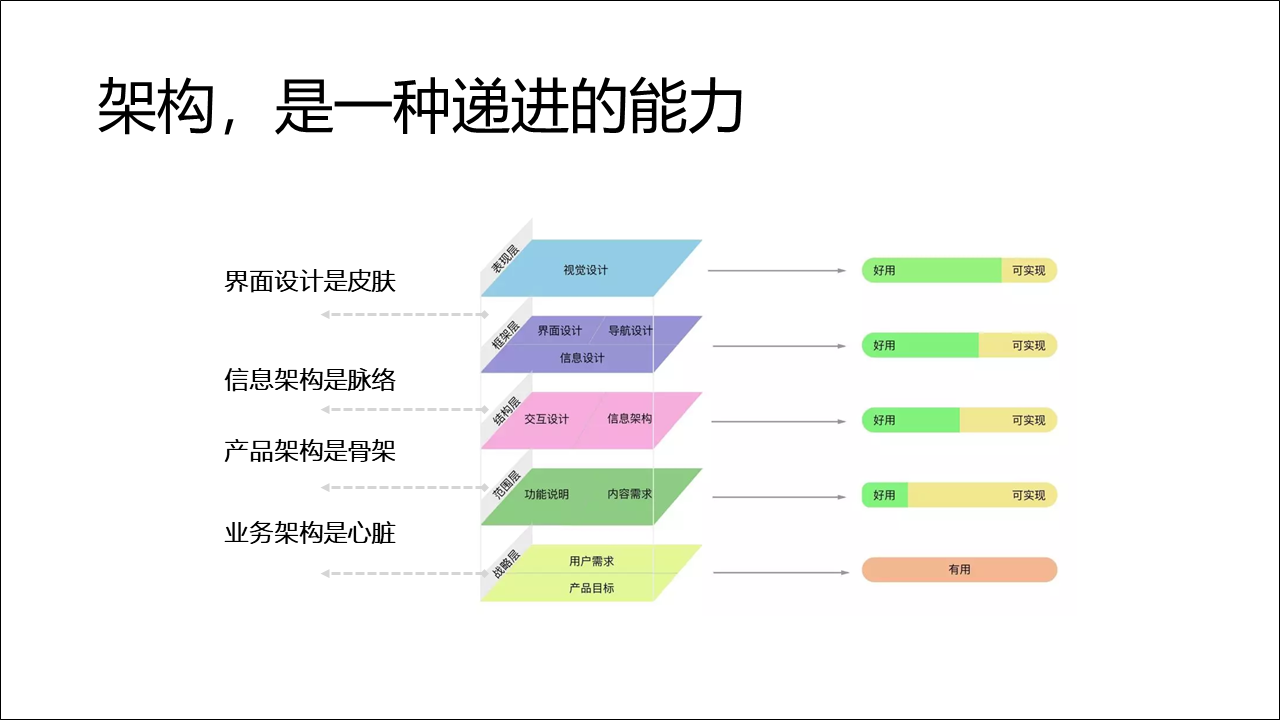 架构，是一种递进的能力
界面设计是皮肤
信息架构是脉络
产品架构是骨架
业务架构是心脏
表现层
视觉设计
好用
可实现
框架层
界面设计
导航设计
信息设计
好用
可实现
结构层
交互设计
信息架构
好用
可实现
范围层
功能说明
内容需求
好用
可实现
战略层
用户需求
产品目标
有用